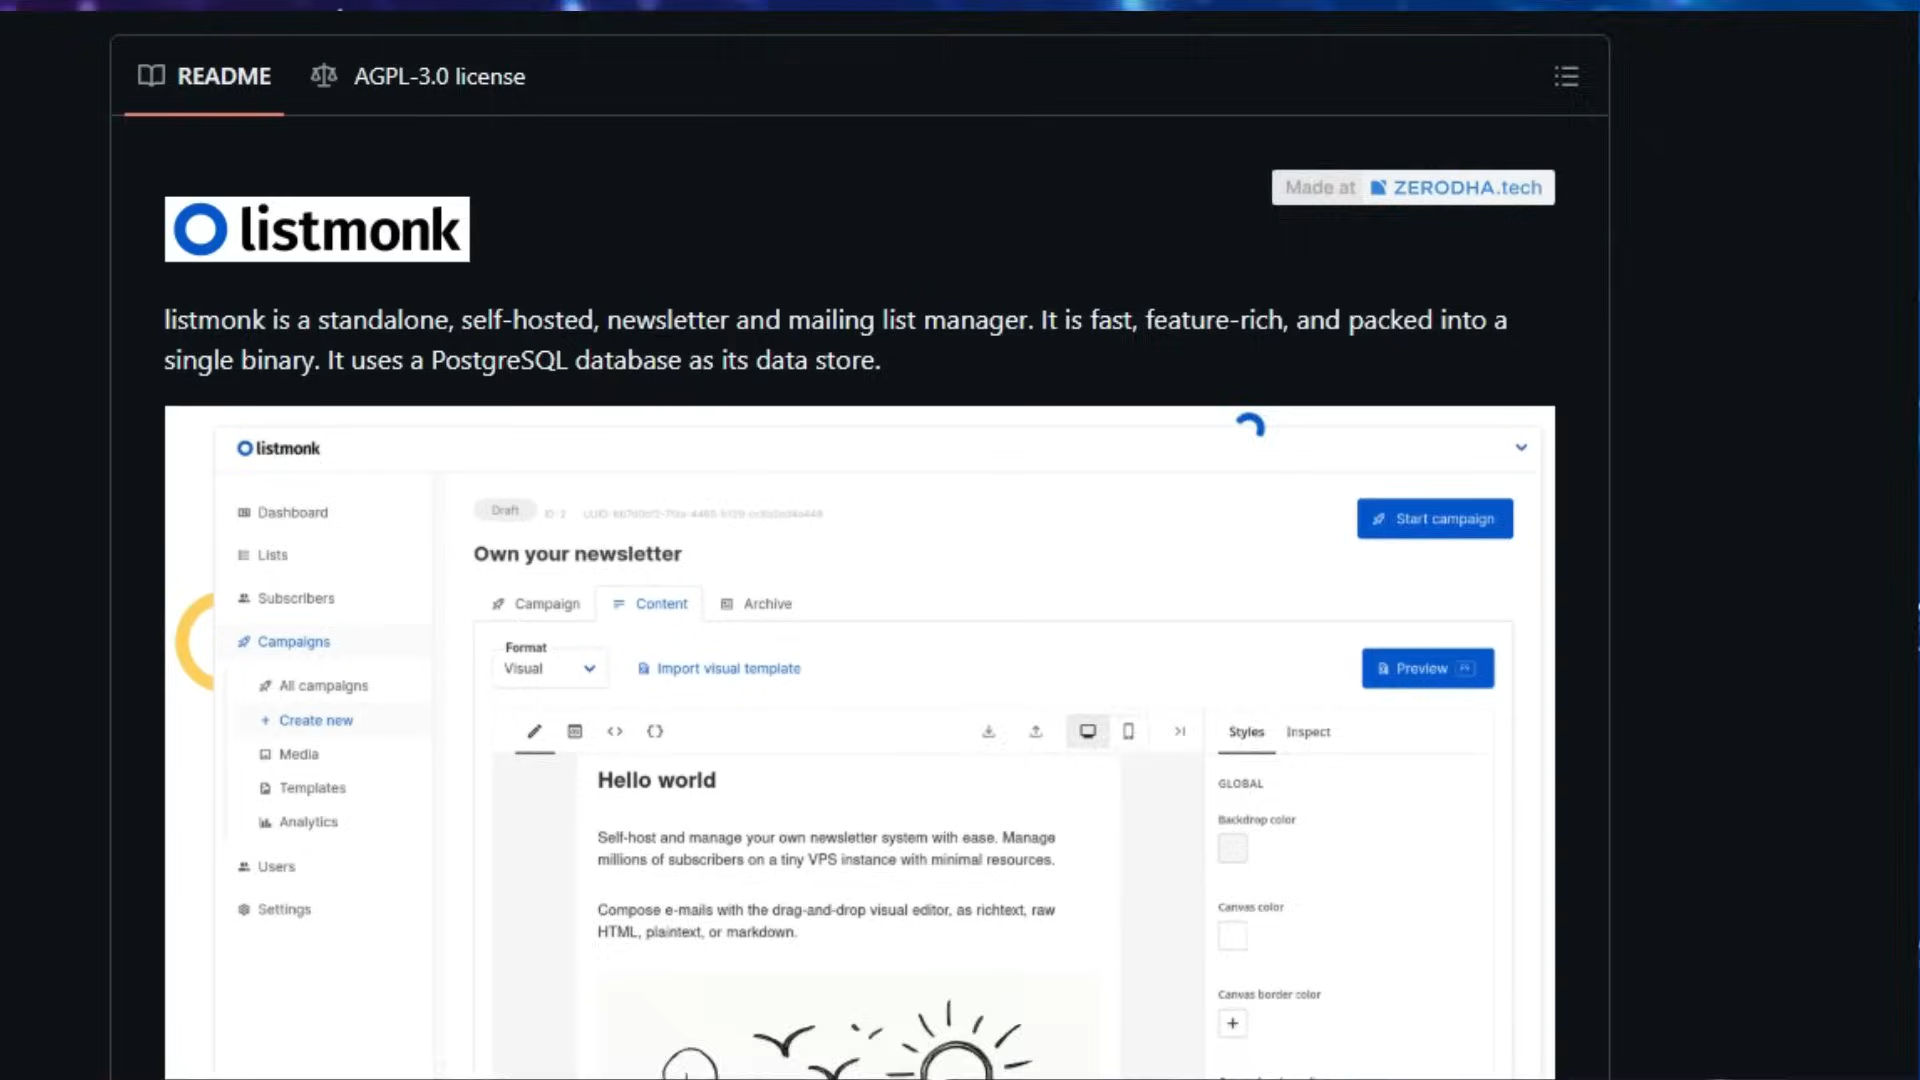 README
AGPL-3.0 license
Made at ZERODHA.tech
listmonk
listmonk is a standalone, self-hosted, newsletter and mailing list manager. It is fast, feature-rich, and packed into a
single binary. It uses a PostgreSQL database as its data store.
listmonk
Dashboard
Lists
Subscribers
Campaigns
All campaigns
Create new
Media
Templates
Analytics
Users
Settings
Draft
ID: 2
Start campaign
Own your newsletter
Campaign
Content
Archive
Format
Visual
Import visual template
Preview
Styles
Inspect
Hello world
Self-host and manage your own newsletter system with ease. Manage
millions of subscribers on a tiny VPS instance with minimal resources.
Compose e-mails with the drag-and-drop visual editor, as richtext, raw
HTML, plaintext, or markdown.
GLOBAL
Backdrop color
Canvas color
Canvas border color